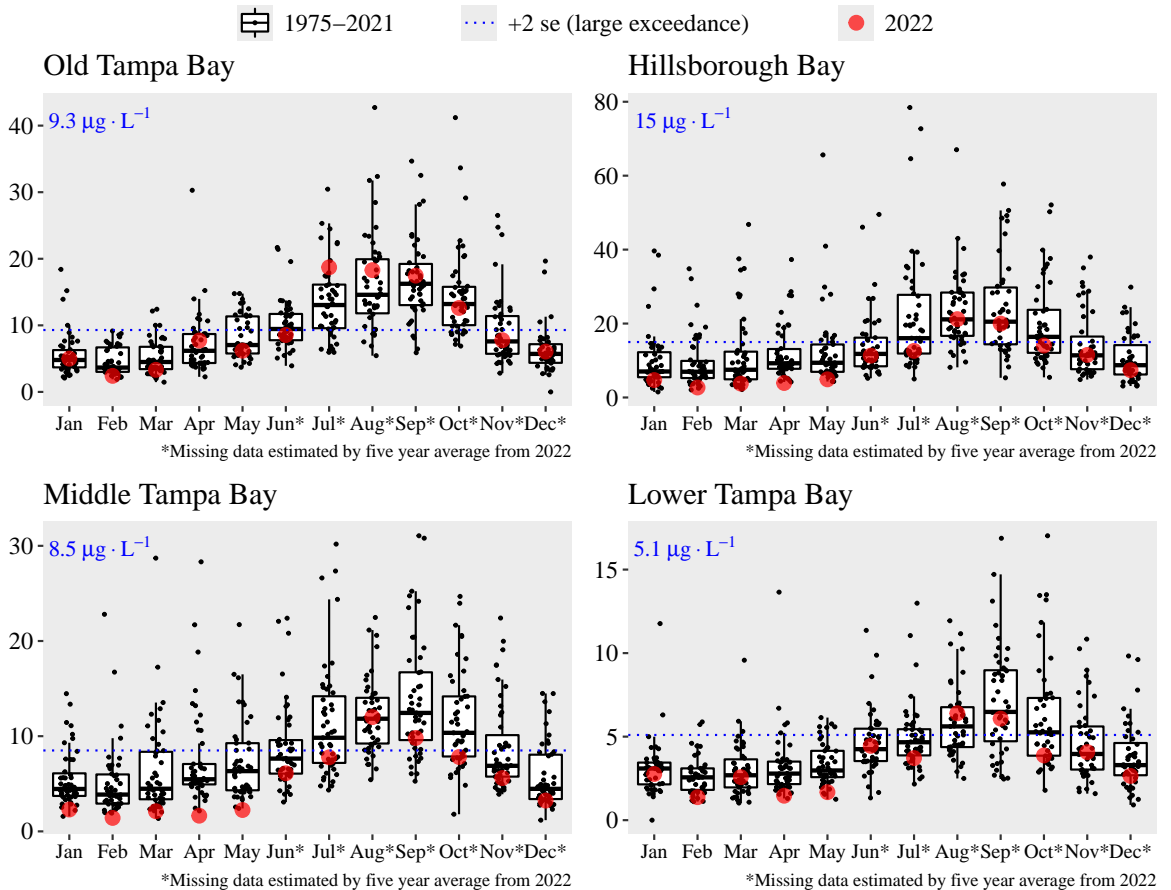 1975–2021 +2 se (large exceedance) 2022
Old Tampa Bay
9.3 µg · L⁻¹
40
30
20
10
0
Jan Feb Mar Apr May Jun* Jul* Aug* Sep* Oct* Nov* Dec*
*Missing data estimated by five year average from 2022
Hillsborough Bay
15 µg · L⁻¹
80
60
40
20
0
Jan Feb Mar Apr May Jun* Jul* Aug* Sep* Oct* Nov* Dec*
*Missing data estimated by five year average from 2022
Middle Tampa Bay
8.5 µg · L⁻¹
30
20
10
0
Jan Feb Mar Apr May Jun* Jul* Aug* Sep* Oct* Nov* Dec*
*Missing data estimated by five year average from 2022
Lower Tampa Bay
5.1 µg · L⁻¹
15
10
5
0
Jan Feb Mar Apr May Jun* Jul* Aug* Sep* Oct* Nov* Dec*
*Missing data estimated by five year average from 2022